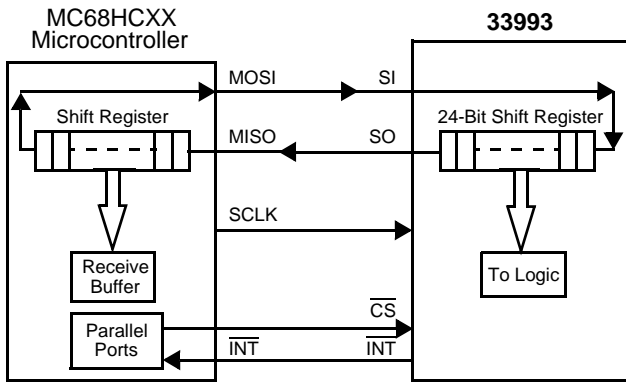 MC68HCXX
Microcontroller
33993
MOSI
SI
Shift Register
24-Bit Shift Register
MISO
SO
SCLK
Receive
Buffer
To Logic
CS
Parallel
Ports
INT
INT